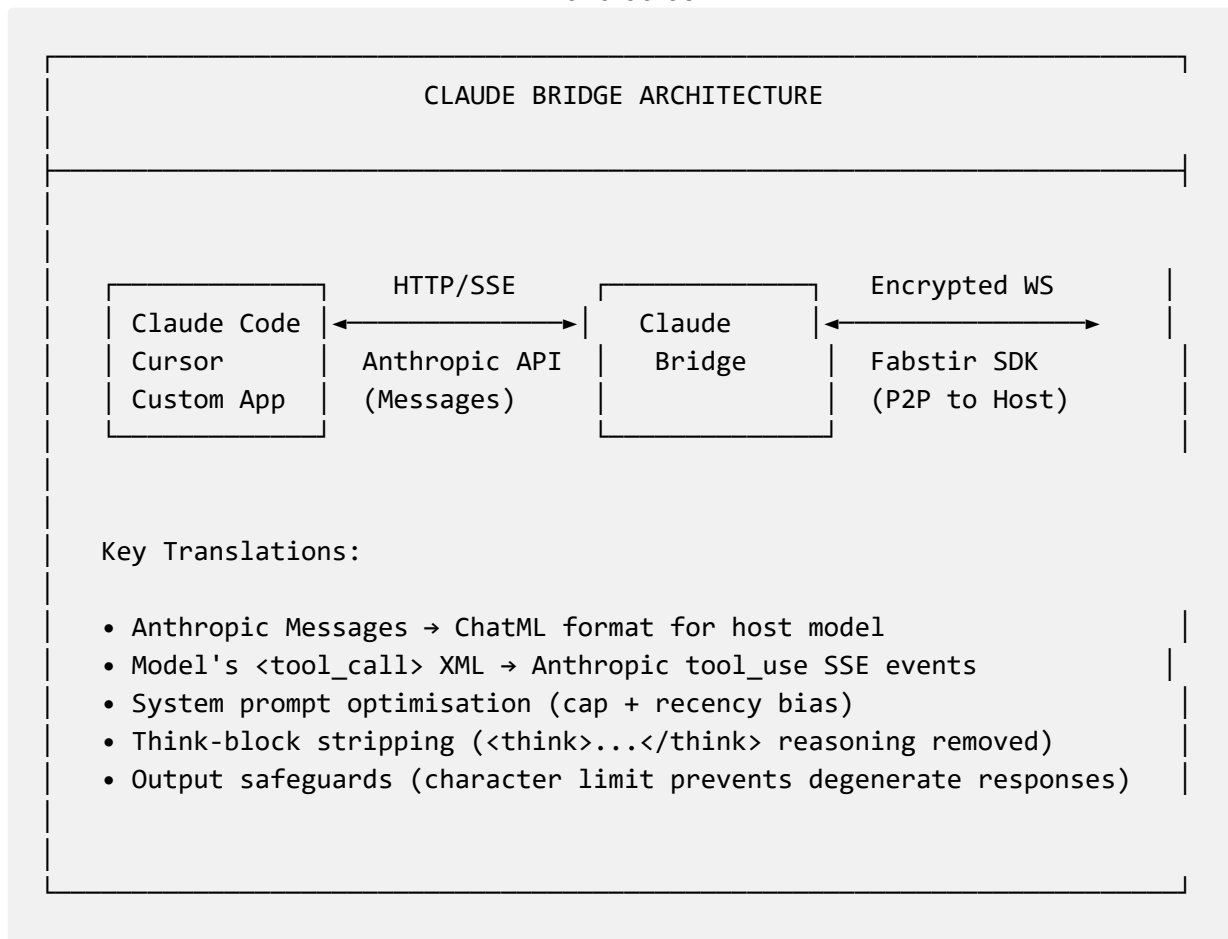 CLAUDE BRIDGE ARCHITECTURE
HTTP/SSE Encrypted WS
Claude Code ◄──────────────► Claude ◄───────────────►
Cursor Anthropic API Bridge Fabstir SDK
Custom App (Messages) (P2P to Host)
Key Translations:
• Anthropic Messages → ChatML format for host model
• Model's <tool_call> XML → Anthropic tool_use SSE events
• System prompt optimisation (cap + recency bias)
• Think-block stripping (<think>...</think> reasoning removed)
• Output safeguards (character limit prevents degenerate responses)